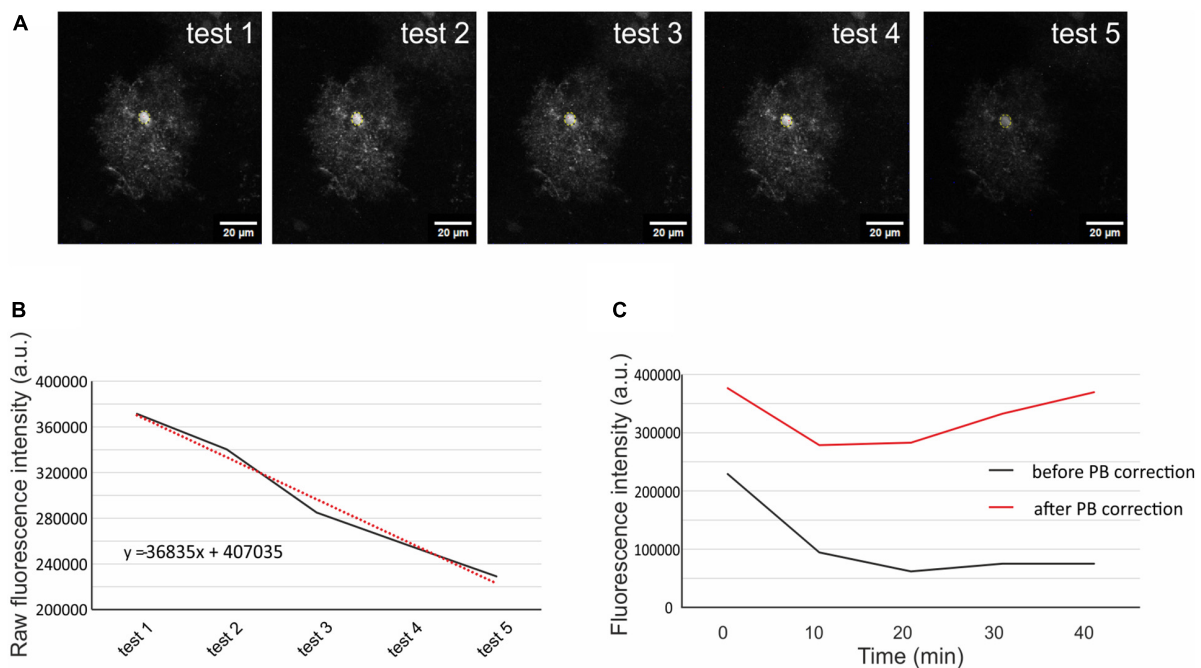 A
test 1
test 2
test 3
test 4
test 5
20 µm
20 µm
20 µm
20 µm
20 µm
B
Raw fluorescence intensity (a.u.)
400000
360000
320000
280000
240000
200000
y =-36835x + 407035
test 1
test 2
test 3
test 4
test 5
C
Fluorescence intensity (a.u.)
400000
300000
200000
100000
0
before PB correction
after PB correction
0
10
20
30
40
Time (min)